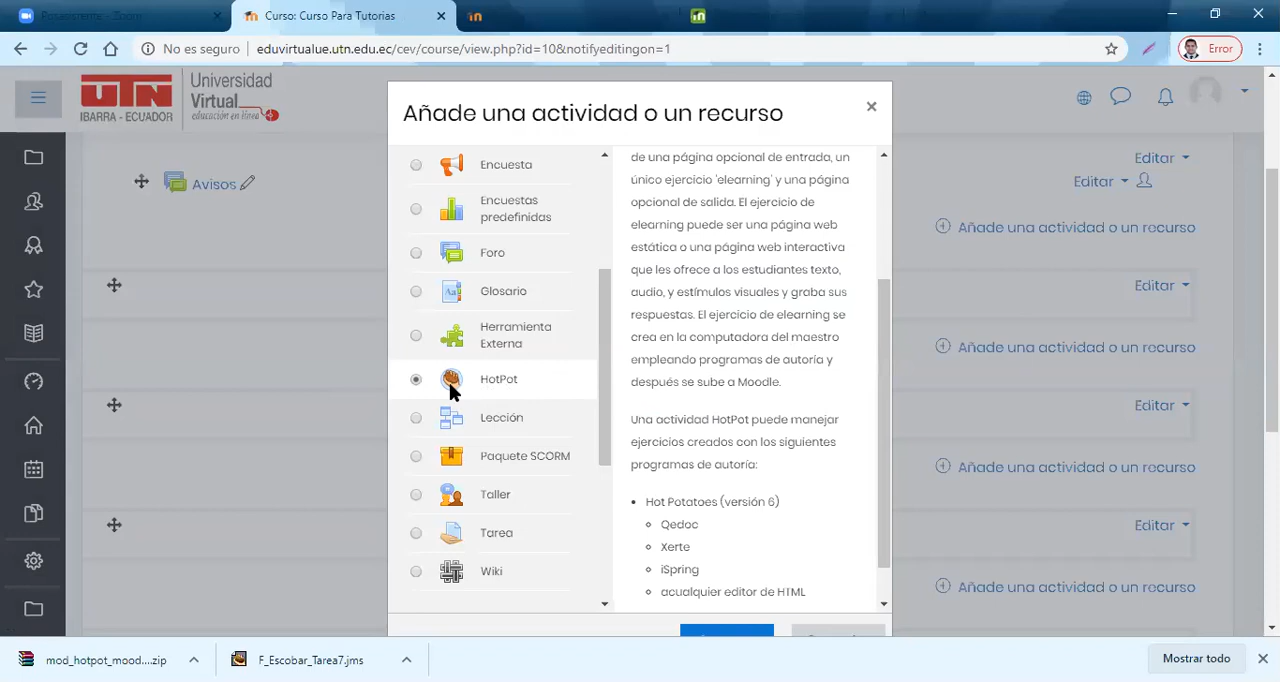 Curso: Curso Para Tutorias
No es seguro
eduvirtualue.utn.edu.ec/cev/course/view.php?id=10&notifyeditingon=1
Error
UTN
IBARRA - ECUADOR
Universidad
Virtual
educación en línea
Añade una actividad o un recurso
Avisos
Editar
Editar
Añade una actividad o un recurso
Editar
Añade una actividad o un recurso
Editar
Añade una actividad o un recurso
Editar
Añade una actividad o un recurso
Encuesta
Encuestas
predefinidas
Foro
Glosario
Herramienta
Externa
HotPot
Lección
Paquete SCORM
Taller
Tarea
Wiki
de una página opcional de entrada, un
único ejercicio 'elearning' y una página
opcional de salida. El ejercicio de
elearning puede ser una página web
estática o una página web interactiva
que les ofrece a los estudiantes texto,
audio, y estímulos visuales y graba sus
respuestas. El ejercicio de elearning se
crea en la computadora del maestro
empleando programas de autoría y
después se sube a Moodle.
Una actividad HotPot puede manejar
ejercicios creados con los siguientes
programas de autoría:
Hot Potatoes (versión 6)
Qedoc
Xerte
iSpring
acualquier editor de HTML
mod_hotpot_mood....zip
F_Escobar_Tarea7.jms
Mostrar todo